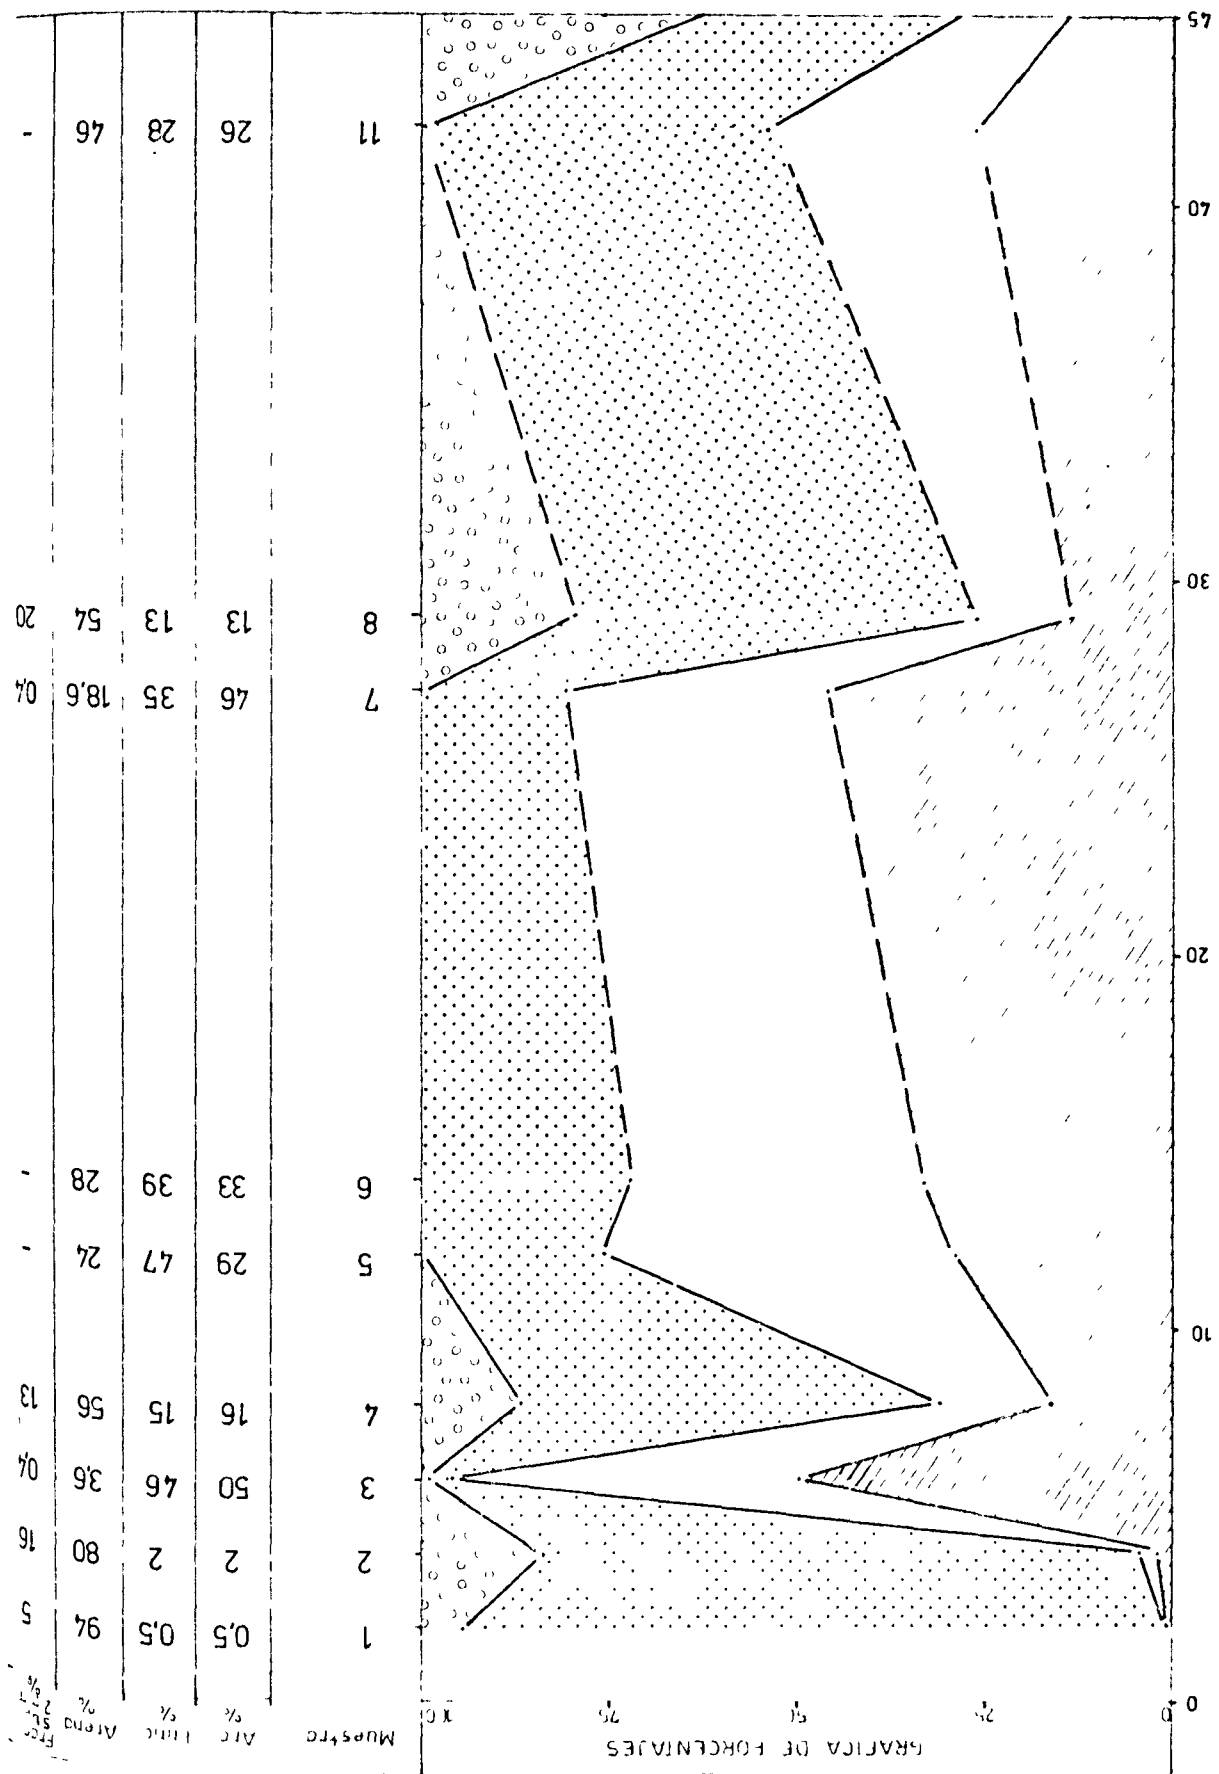 GRAFICA DE PORCENTAJES
0 25 50 75 100 Muestra Arc % Limo % Arena %
0
1 0,5 0,5 94 5
2 2 2 80 16
3 50 46 3,6 0,4
4 16 15 56 13
10
5 29 47 24 -
6 33 39 28 -
20
7 46 35 18,6 0,4
8 13 13 54 20
30
40
11 26 28 46 -
45